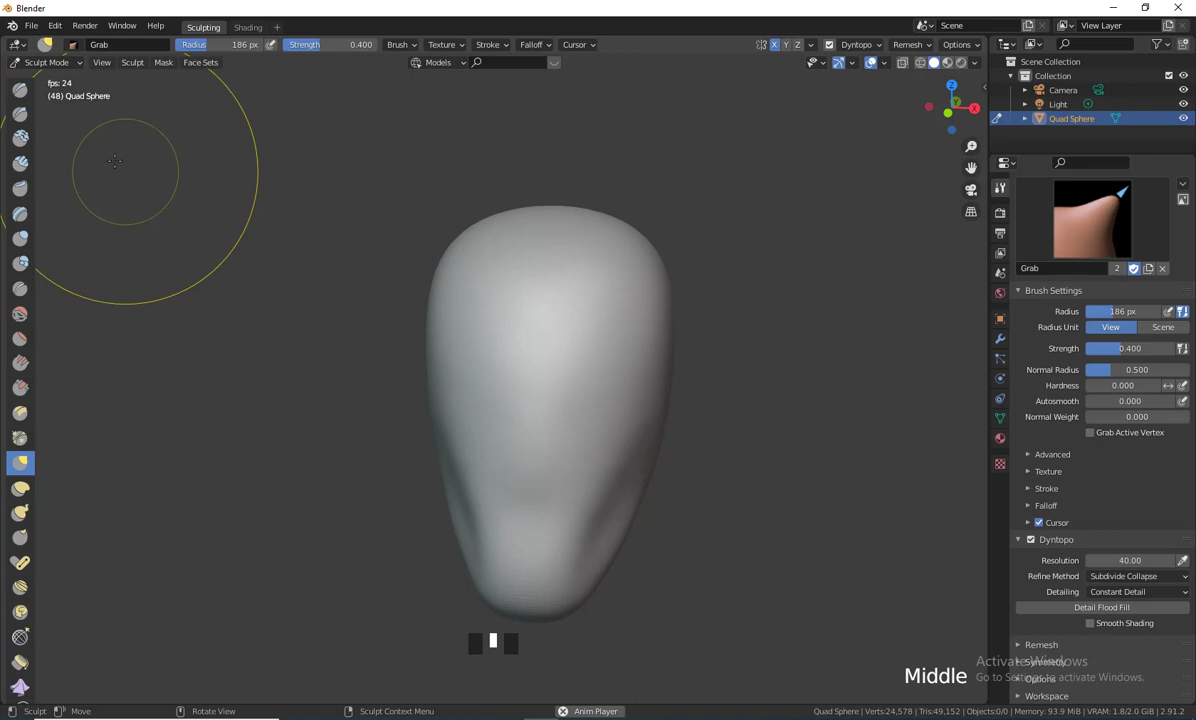 Blender
File Edit Render Window Help Sculpting Shading + Scene View Layer
Grab Radius 186 px Strength 0.400 Brush Texture Stroke Falloff Cursor X Y Z Dyntopo Remesh Options
Sculpt Mode View Sculpt Mask Face Sets Models
fps: 24
(48) Quad Sphere
Z
X
Y
Scene Collection
Collection
Camera
Light
Quad Sphere
Grab 2
Brush Settings
Radius 186 px
Radius Unit View Scene
Strength 0.400
Normal Radius 0.500
Hardness 0.000
Autosmooth 0.000
Normal Weight 0.000
Grab Active Vertex
Advanced
Texture
Stroke
Falloff
Cursor
Dyntopo
Resolution 40.00
Refine Method Subdivide Collapse
Detailing Constant Detail
Detail Flood Fill
Smooth Shading
Remesh
Symmetry
Options
Workspace
Activate Windows
Go to Settings to activate Windows.
Middle
Sculpt Move Rotate View Sculpt Context Menu Anim Player Quad Sphere | Verts:24,578 | Tris:49,152 | Objects:0/0 | Memory: 93.9 MiB | VRAM: 1.8/2.0 GiB | 2.91.2